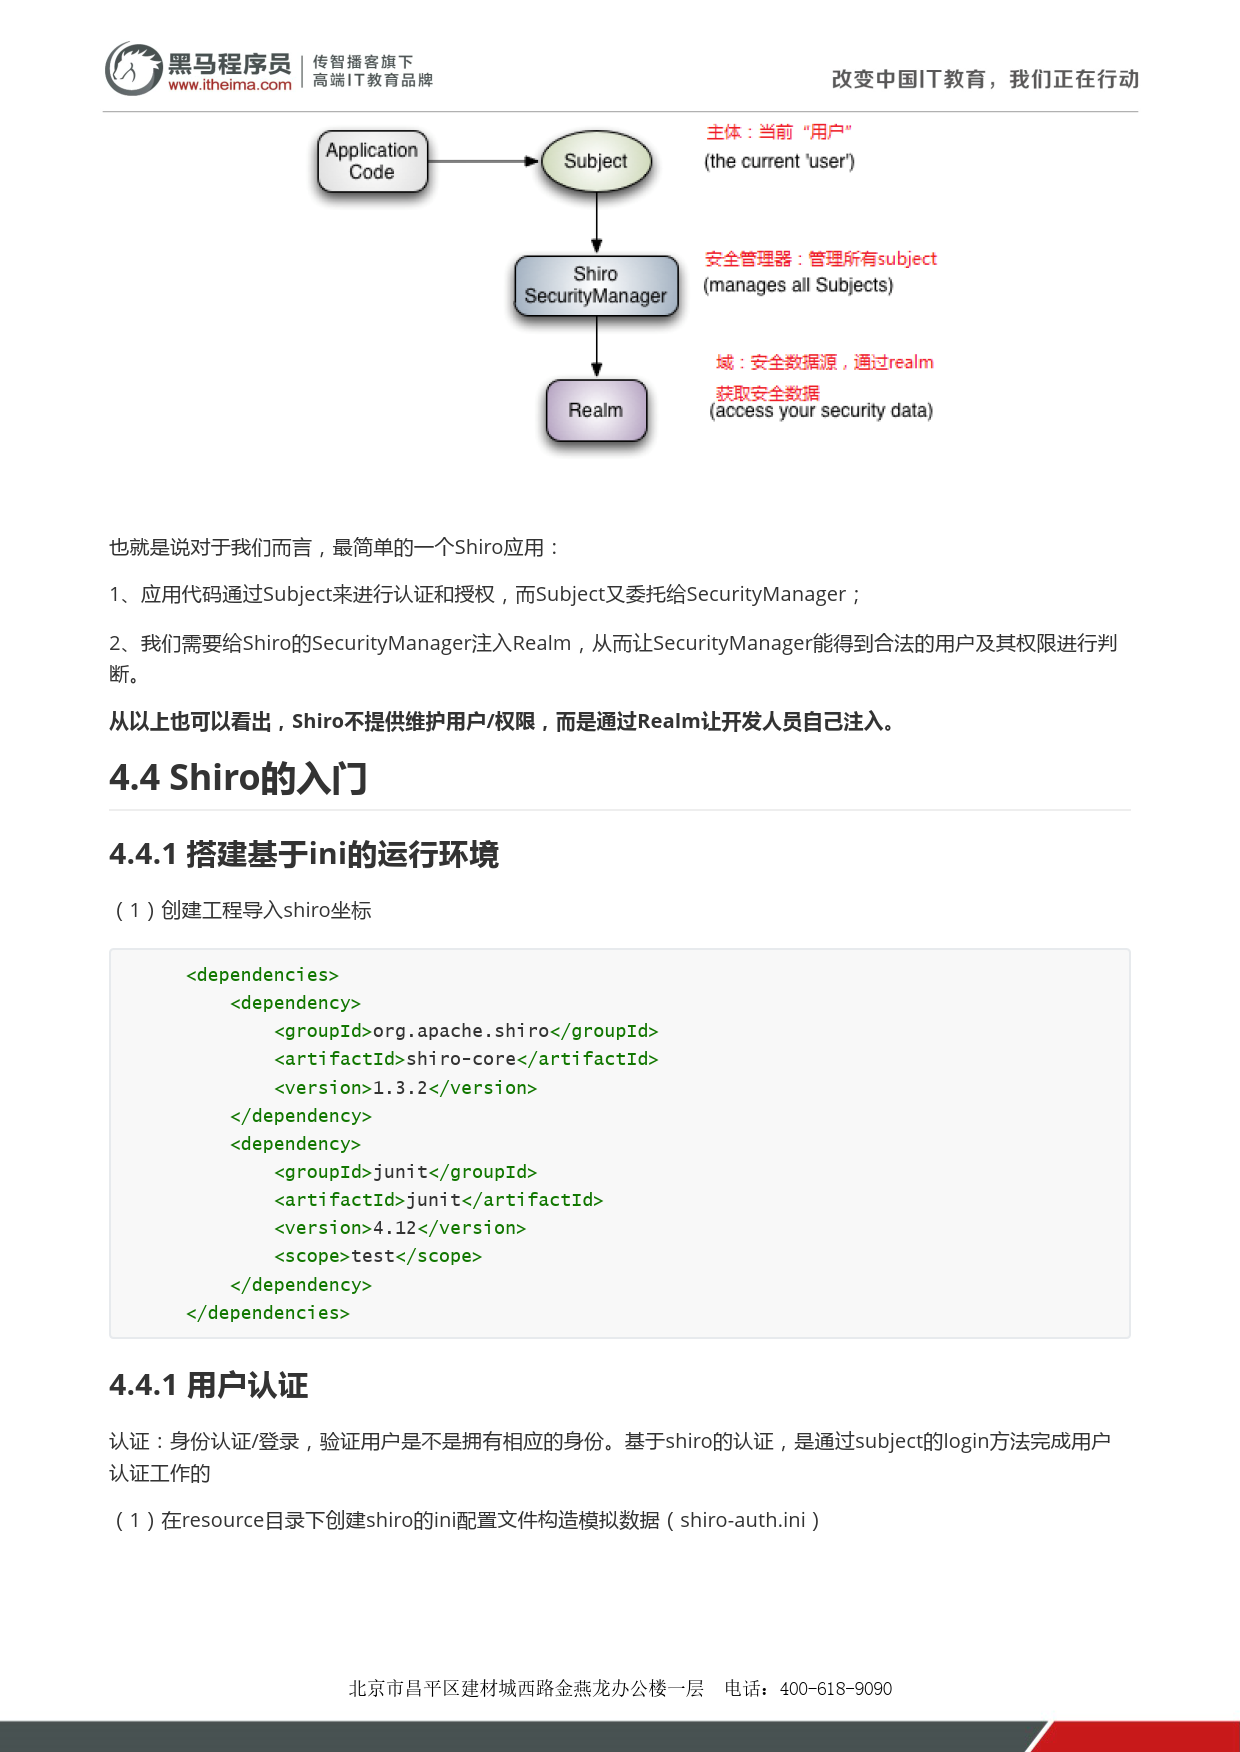 黑马程序员
www.itheima.com
传智播客旗下
高端IT教育品牌
改变中国IT教育，我们正在行动
Application
Code
Subject
主体：当前“用户”
(the current 'user')
Shiro
SecurityManager
安全管理器：管理所有subject
(manages all Subjects)
Realm
域：安全数据源，通过realm
获取安全数据
(access your security data)
也就是说对于我们而言，最简单的一个Shiro应用：
1、应用代码通过Subject来进行认证和授权，而Subject又委托给SecurityManager；
2、我们需要给Shiro的SecurityManager注入Realm，从而让SecurityManager能得到合法的用户及其权限进行判
断。
从以上也可以看出，Shiro不提供维护用户/权限，而是通过Realm让开发人员自己注入。
4.4 Shiro的入门
4.4.1 搭建基于ini的运行环境
（1）创建工程导入shiro坐标
<dependencies>
<dependency>
<groupId>org.apache.shiro</groupId>
<artifactId>shiro-core</artifactId>
<version>1.3.2</version>
</dependency>
<dependency>
<groupId>junit</groupId>
<artifactId>junit</artifactId>
<version>4.12</version>
<scope>test</scope>
</dependency>
</dependencies>
4.4.1 用户认证
认证：身份认证/登录，验证用户是不是拥有相应的身份。基于shiro的认证，是通过subject的login方法完成用户
认证工作的
（1）在resource目录下创建shiro的ini配置文件构造模拟数据（shiro-auth.ini）
北京市昌平区建材城西路金燕龙办公楼一层 电话：400-618-9090